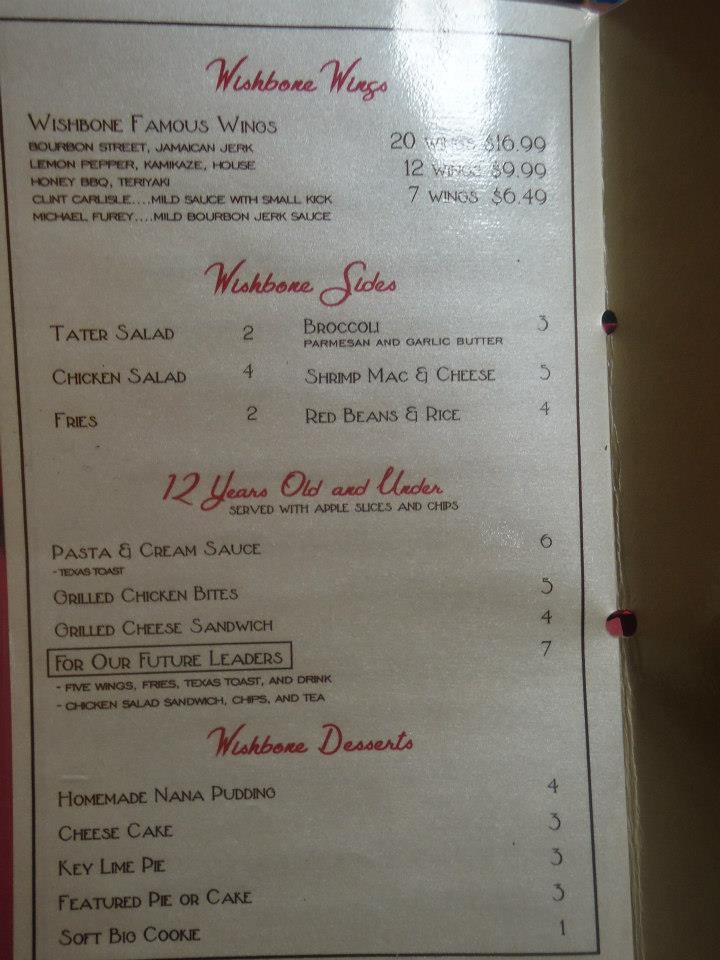 Wishbone Wings
WISHBONE FAMOUS WINGS
BOURBON STREET, JAMAICAN JERK
LEMON PEPPER, KAMIKAZE, HOUSE
HONEY BBQ, TERIYAKI
CLINT CARLISLE....MILD SAUCE WITH SMALL KICK
MICHAEL FUREY....MILD BOURBON JERK SAUCE
20 WINGS $16.99
12 WINGS $9.99
7 WINGS $6.49
Wishbone Sides
TATER SALAD 2
CHICKEN SALAD 4
FRIES 2
BROCCOLI 3
PARMESAN AND GARLIC BUTTER
SHRIMP MAC & CHEESE 5
RED BEANS & RICE 4
12 Years Old and Under
SERVED WITH APPLE SLICES AND CHIPS
PASTA & CREAM SAUCE 6
- TEXAS TOAST
GRILLED CHICKEN BITES 5
GRILLED CHEESE SANDWICH 4
FOR OUR FUTURE LEADERS 7
- FIVE WINGS, FRIES, TEXAS TOAST, AND DRINK
- CHICKEN SALAD SANDWICH, CHIPS, AND TEA
Wishbone Desserts
HOMEMADE NANA PUDDING 4
CHEESE CAKE 3
KEY LIME PIE 3
FEATURED PIE OR CAKE 3
SOFT BIG COOKIE 1